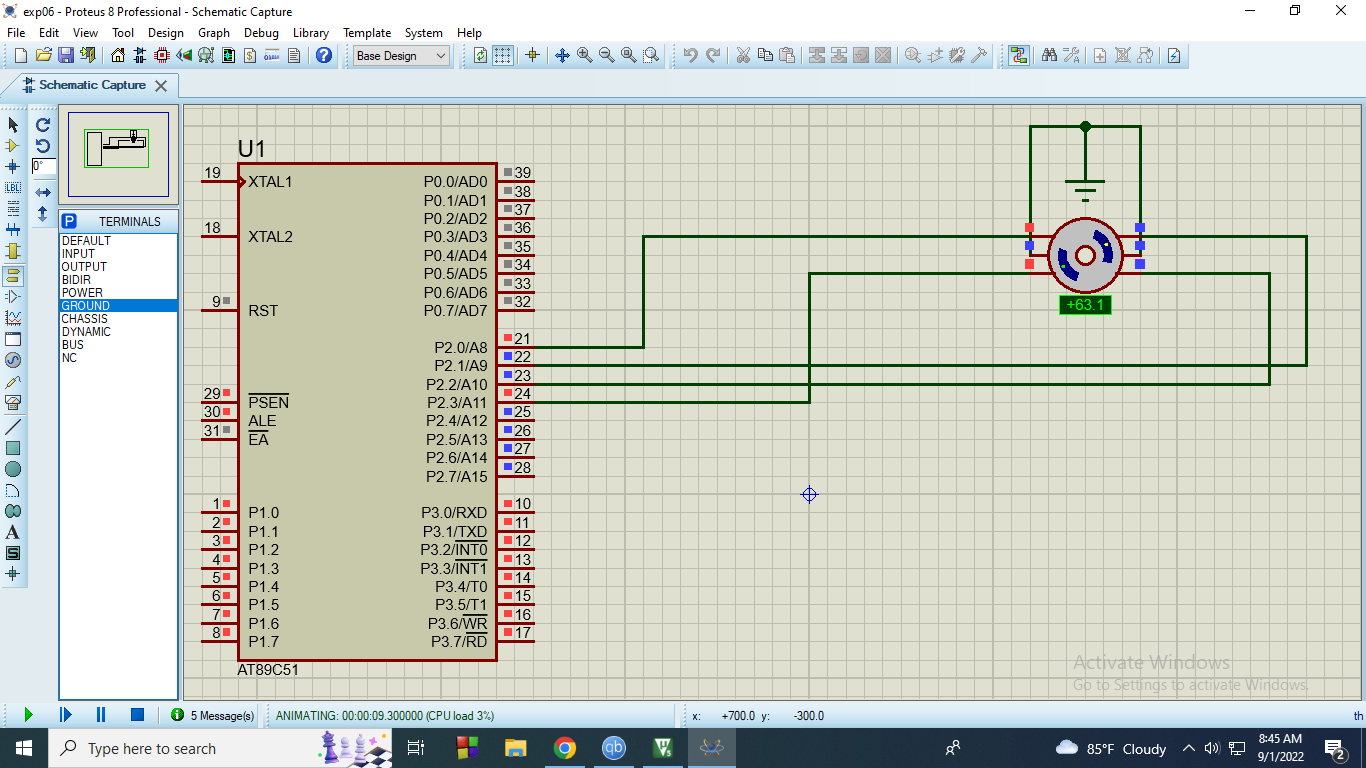 exp06 - Proteus 8 Professional - Schematic Capture
File Edit View Tool Design Graph Debug Library Template System Help
Base Design
Schematic Capture
0°
LBL
P TERMINALS
DEFAULT
INPUT
OUTPUT
BIDIR
POWER
GROUND
CHASSIS
DYNAMIC
BUS
NC
A
S
U1
19 XTAL1 P0.0/AD0 39
P0.1/AD1 38
P0.2/AD2 37
18 XTAL2 P0.3/AD3 36
P0.4/AD4 35
P0.5/AD5 34
P0.6/AD6 33
9 RST P0.7/AD7 32
P2.0/A8 21
P2.1/A9 22
P2.2/A10 23
29 PSEN P2.3/A11 24
30 ALE P2.4/A12 25
31 EA P2.5/A13 26
P2.6/A14 27
P2.7/A15 28
1 P1.0 P3.0/RXD 10
2 P1.1 P3.1/TXD 11
3 P1.2 P3.2/INT0 12
4 P1.3 P3.3/INT1 13
5 P1.4 P3.4/T0 14
6 P1.5 P3.5/T1 15
7 P1.6 P3.6/WR 16
8 P1.7 P3.7/RD 17
AT89C51
+63.1
Activate Windows
Go to Settings to activate Windows.
5 Message(s) ANIMATING: 00:00:09.300000 (CPU load 3%) x: +700.0 y: -300.0 th
Type here to search qb 85°F Cloudy 8:45 AM
9/1/2022 2